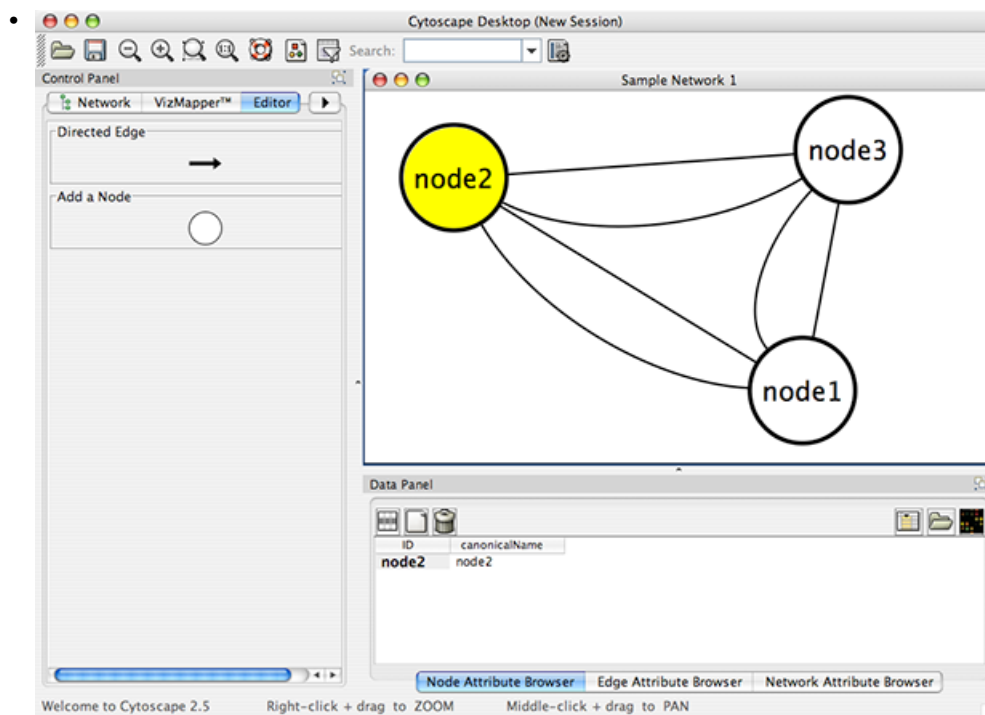 Cytoscape Desktop (New Session)
1:1
Search:
Control Panel
Network VizMapper™ Editor
Directed Edge
Add a Node
Sample Network 1
node2
node3
node1
Data Panel
ID canonicalName
node2 node2
Node Attribute Browser Edge Attribute Browser Network Attribute Browser
Welcome to Cytoscape 2.5 Right-click + drag to ZOOM Middle-click + drag to PAN